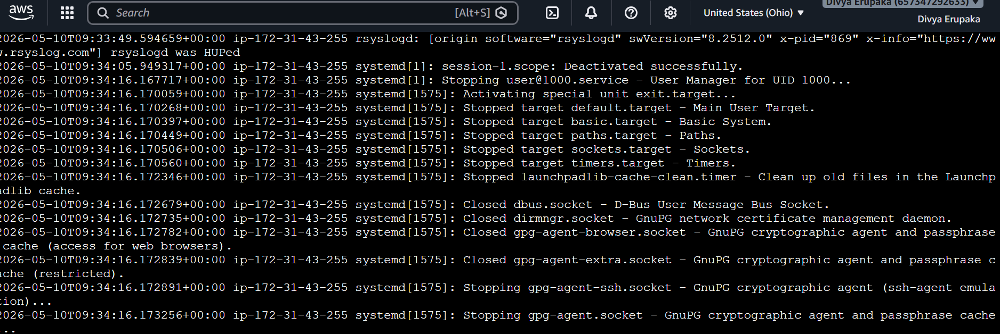 aws
Search [Alt+S]
United States (Ohio) ▼
Divya Erupaka (657347292633) ▼
Divya Erupaka
2026-05-10T09:33:49.594659+00:00 ip-172-31-43-255 rsyslogd: [origin software="rsyslogd" swVersion="8.2512.0" x-pid="869" x-info="https://ww
w.rsyslog.com"] rsyslogd was HUPed
2026-05-10T09:34:05.949317+00:00 ip-172-31-43-255 systemd[1]: session-1.scope: Deactivated successfully.
2026-05-10T09:34:16.167717+00:00 ip-172-31-43-255 systemd[1]: Stopping user@1000.service - User Manager for UID 1000...
2026-05-10T09:34:16.170059+00:00 ip-172-31-43-255 systemd[1575]: Activating special unit exit.target...
2026-05-10T09:34:16.170268+00:00 ip-172-31-43-255 systemd[1575]: Stopped target default.target - Main User Target.
2026-05-10T09:34:16.170397+00:00 ip-172-31-43-255 systemd[1575]: Stopped target basic.target - Basic System.
2026-05-10T09:34:16.170449+00:00 ip-172-31-43-255 systemd[1575]: Stopped target paths.target - Paths.
2026-05-10T09:34:16.170506+00:00 ip-172-31-43-255 systemd[1575]: Stopped target sockets.target - Sockets.
2026-05-10T09:34:16.170560+00:00 ip-172-31-43-255 systemd[1575]: Stopped target timers.target - Timers.
2026-05-10T09:34:16.172346+00:00 ip-172-31-43-255 systemd[1575]: Stopped launchpadlib-cache-clean.timer - Clean up old files in the Launchp
adlib cache.
2026-05-10T09:34:16.172679+00:00 ip-172-31-43-255 systemd[1575]: Closed dbus.socket - D-Bus User Message Bus Socket.
2026-05-10T09:34:16.172735+00:00 ip-172-31-43-255 systemd[1575]: Closed dirmngr.socket - GnuPG network certificate management daemon.
2026-05-10T09:34:16.172782+00:00 ip-172-31-43-255 systemd[1575]: Closed gpg-agent-browser.socket - GnuPG cryptographic agent and passphrase
 cache (access for web browsers).
2026-05-10T09:34:16.172839+00:00 ip-172-31-43-255 systemd[1575]: Closed gpg-agent-extra.socket - GnuPG cryptographic agent and passphrase c
ache (restricted).
2026-05-10T09:34:16.172891+00:00 ip-172-31-43-255 systemd[1575]: Stopping gpg-agent-ssh.socket - GnuPG cryptographic agent (ssh-agent emula
tion)...
2026-05-10T09:34:16.173256+00:00 ip-172-31-43-255 systemd[1575]: Stopping gpg-agent.socket - GnuPG cryptographic agent and passphrase cache
...